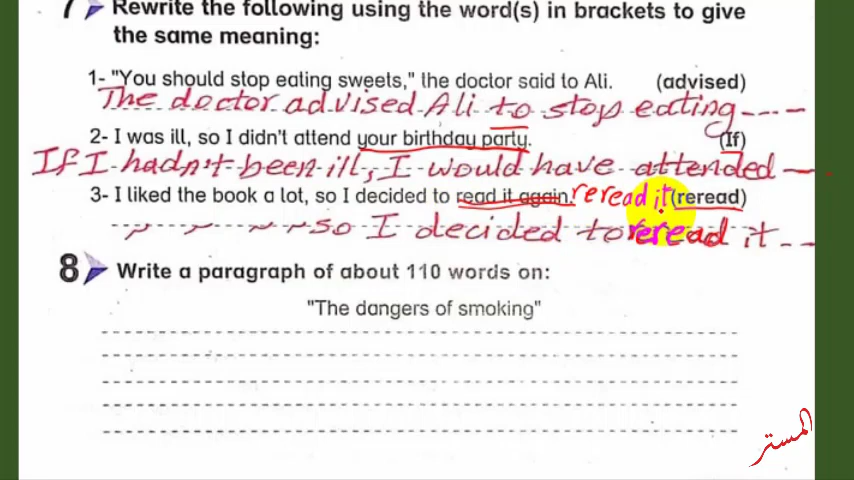 7 Rewrite the following using the word(s) in brackets to give
the same meaning:
1- "You should stop eating sweets," the doctor said to Ali. (advised)
The doctor advised Ali to stop eating ----
2- I was ill, so I didn't attend your birthday party. (If)
If I hadn't been ill, I would have attended ---
3- I liked the book a lot, so I decided to read it again. reread it (reread)
so I decided to reread it ---
8 Write a paragraph of about 110 words on:
"The dangers of smoking"
المستر